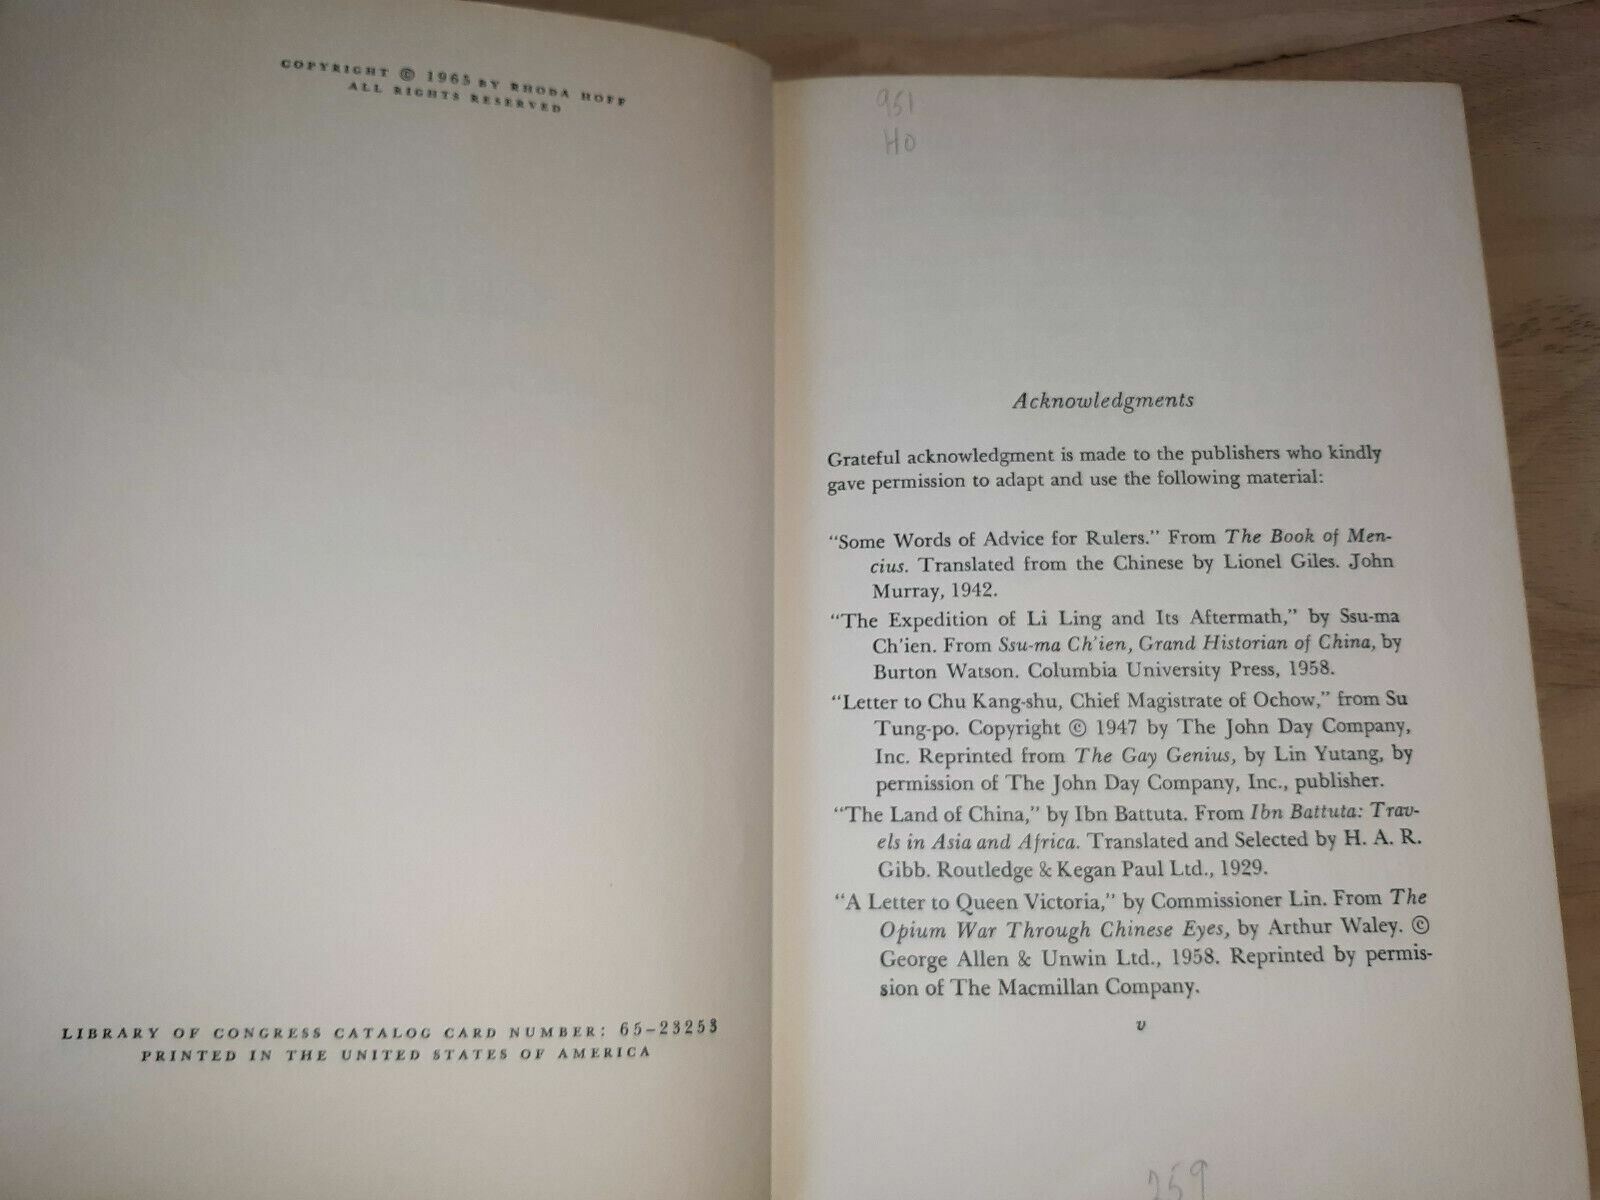 COPYRIGHT © 1965 BY RHODA HOFF
ALL RIGHTS RESERVED
LIBRARY OF CONGRESS CATALOG CARD NUMBER: 65-23253
PRINTED IN THE UNITED STATES OF AMERICA
951
HO
Acknowledgments
Grateful acknowledgment is made to the publishers who kindly
gave permission to adapt and use the following material:
"Some Words of Advice for Rulers." From The Book of Men-
cius. Translated from the Chinese by Lionel Giles. John
Murray, 1942.
"The Expedition of Li Ling and Its Aftermath," by Ssu-ma
Ch'ien. From Ssu-ma Ch'ien, Grand Historian of China, by
Burton Watson. Columbia University Press, 1958.
"Letter to Chu Kang-shu, Chief Magistrate of Ochow," from Su
Tung-po. Copyright © 1947 by The John Day Company,
Inc. Reprinted from The Gay Genius, by Lin Yutang, by
permission of The John Day Company, Inc., publisher.
"The Land of China," by Ibn Battuta. From Ibn Battuta: Trav-
els in Asia and Africa. Translated and Selected by H. A. R.
Gibb. Routledge & Kegan Paul Ltd., 1929.
"A Letter to Queen Victoria," by Commissioner Lin. From The
Opium War Through Chinese Eyes, by Arthur Waley. ©
George Allen & Unwin Ltd., 1958. Reprinted by permis-
sion of The Macmillan Company.
v
259